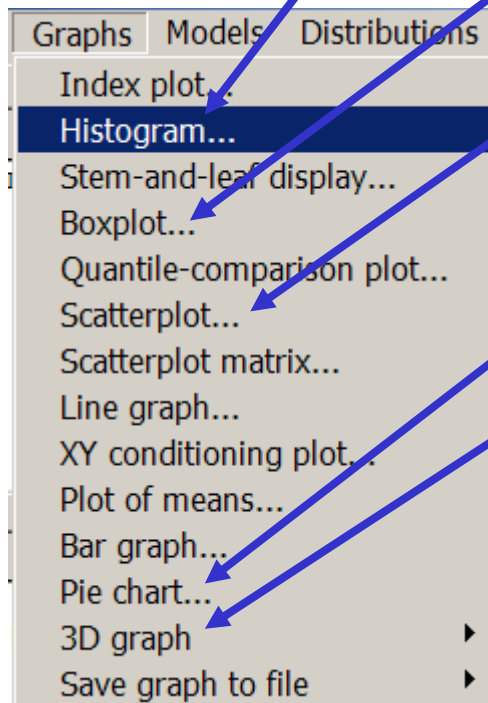 Graphs Models Distributions
Index plot...
Histogram...
Stem-and-leaf display...
Boxplot...
Quantile-comparison plot...
Scatterplot...
Scatterplot matrix...
Line graph...
XY conditioning plot...
Plot of means...
Bar graph...
Pie chart...
3D graph
Save graph to file